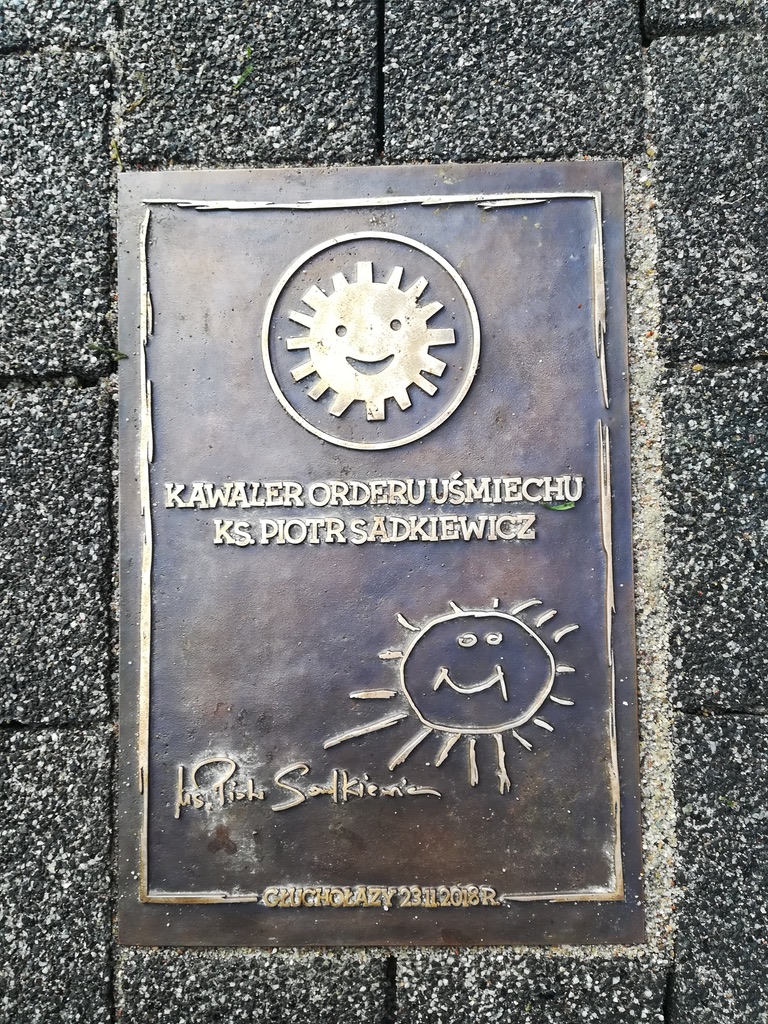 KAWALER ORDERU UŚMIECHU
KS. PIOTR SADKIEWICZ
ks. Piotr Sadkiewicz
GŁUCHOŁAZY 23.11.2018 R.